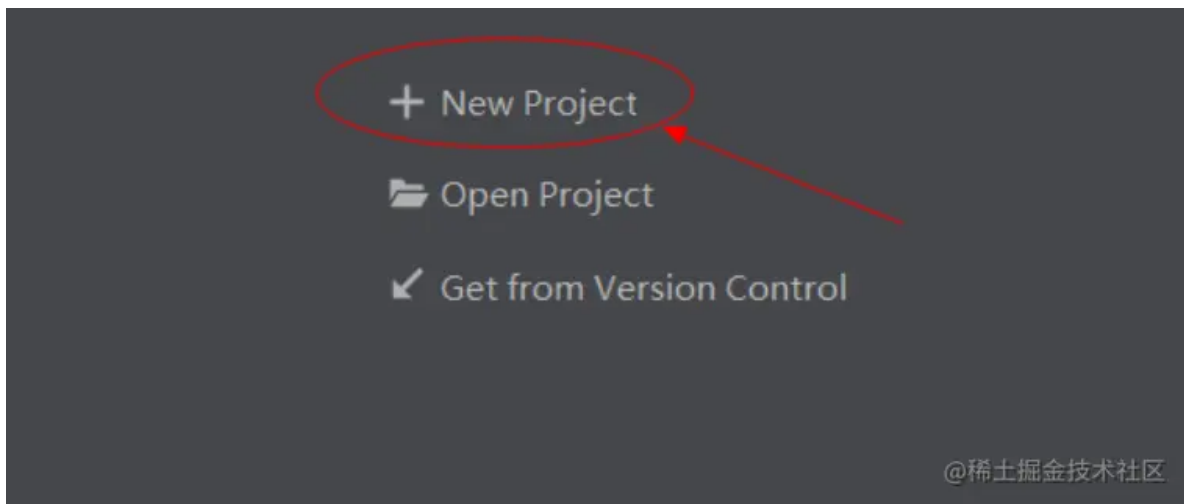 New Project
Open Project
Get from Version Control
@稀土掘金技术社区